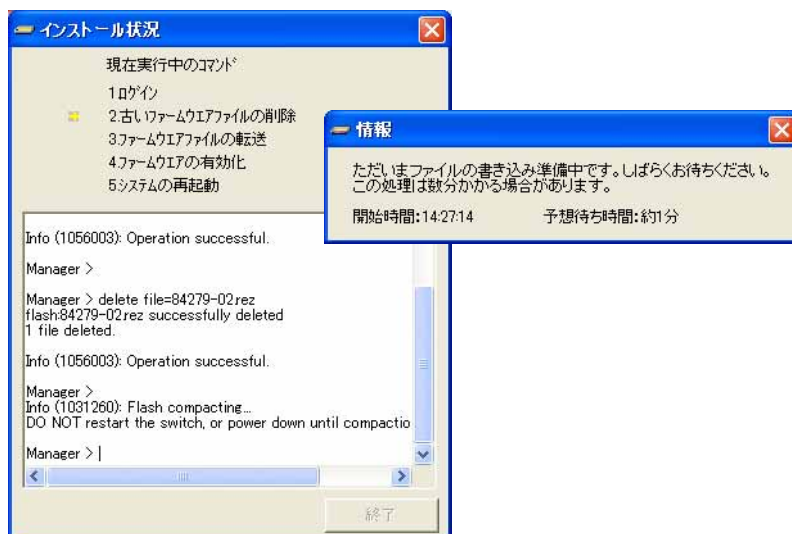 インストール状況
現在実行中のコマンド
1ログイン
2.古いファームウエアファイルの削除
3.ファームウエアファイルの転送
4.ファームウエアの有効化
5システムの再起動
Info (1056003): Operation successful.
Manager >
Manager > delete file=84279-02.rez
flash:84279-02.rez successfully deleted
1 file deleted.
Info (1056003): Operation successful.
Manager >
Info (1031260): Flash compacting...
DO NOT restart the switch, or power down until compactio
Manager >
終了
情報
ただいまファイルの書き込み準備中です。しばらくお待ちください。
この処理は数分かかる場合があります。
開始時間:14:27:14 予想待ち時間:約1分